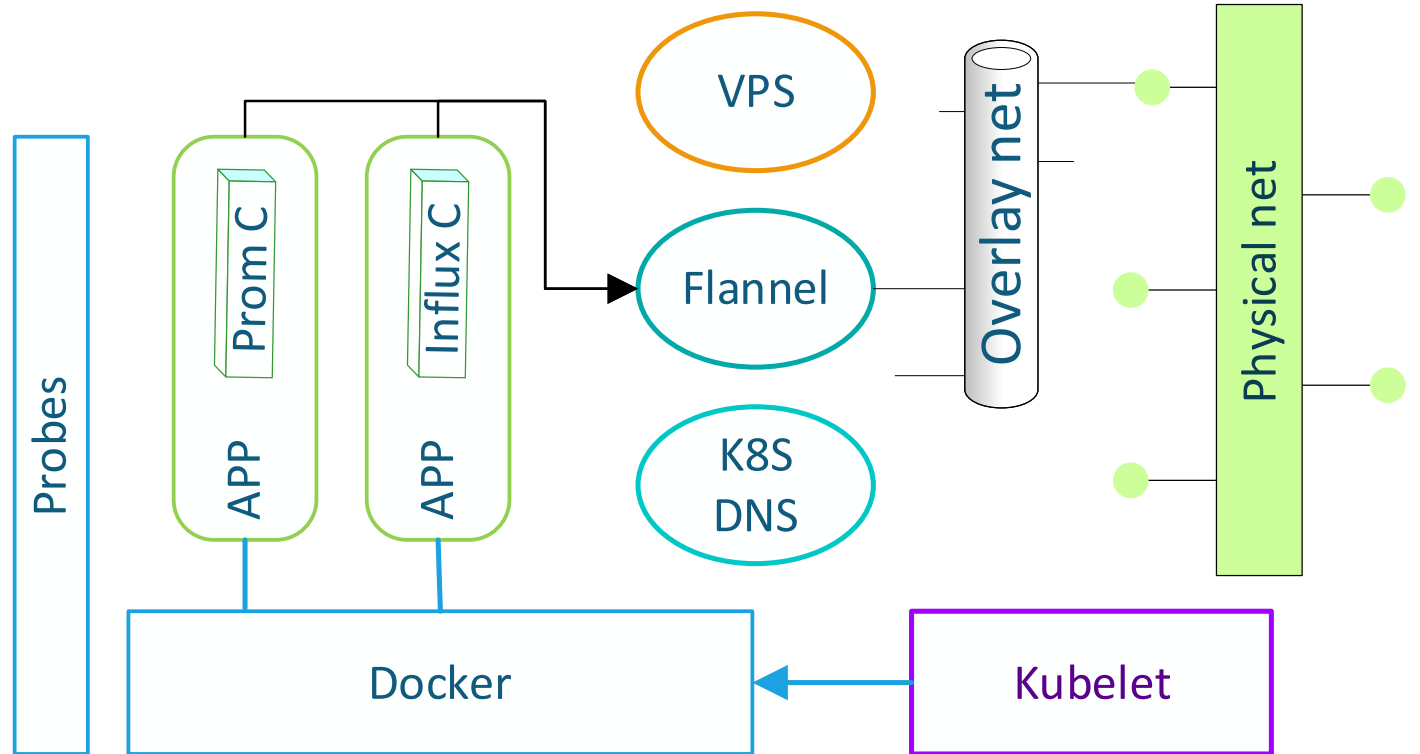 Probes
Prom C
APP
Influx C
APP
VPS
Flannel
K8S
DNS
Overlay net
Physical net
Docker
Kubelet